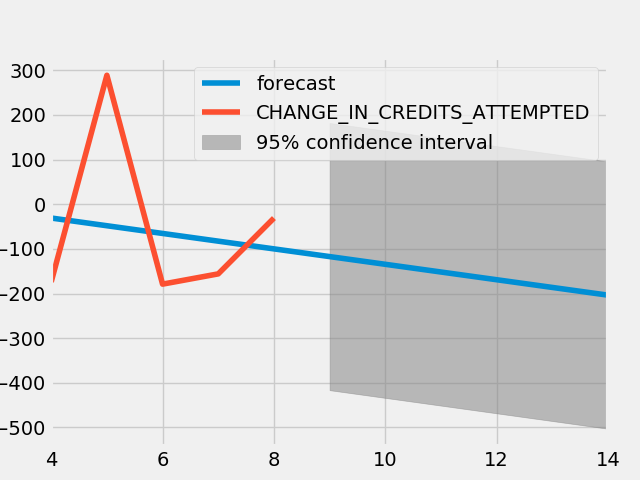 forecast
CHANGE_IN_CREDITS_ATTEMPTED
95% confidence interval
300
200
100
0
−100
−200
−300
−400
−500
4 6 8 10 12 14